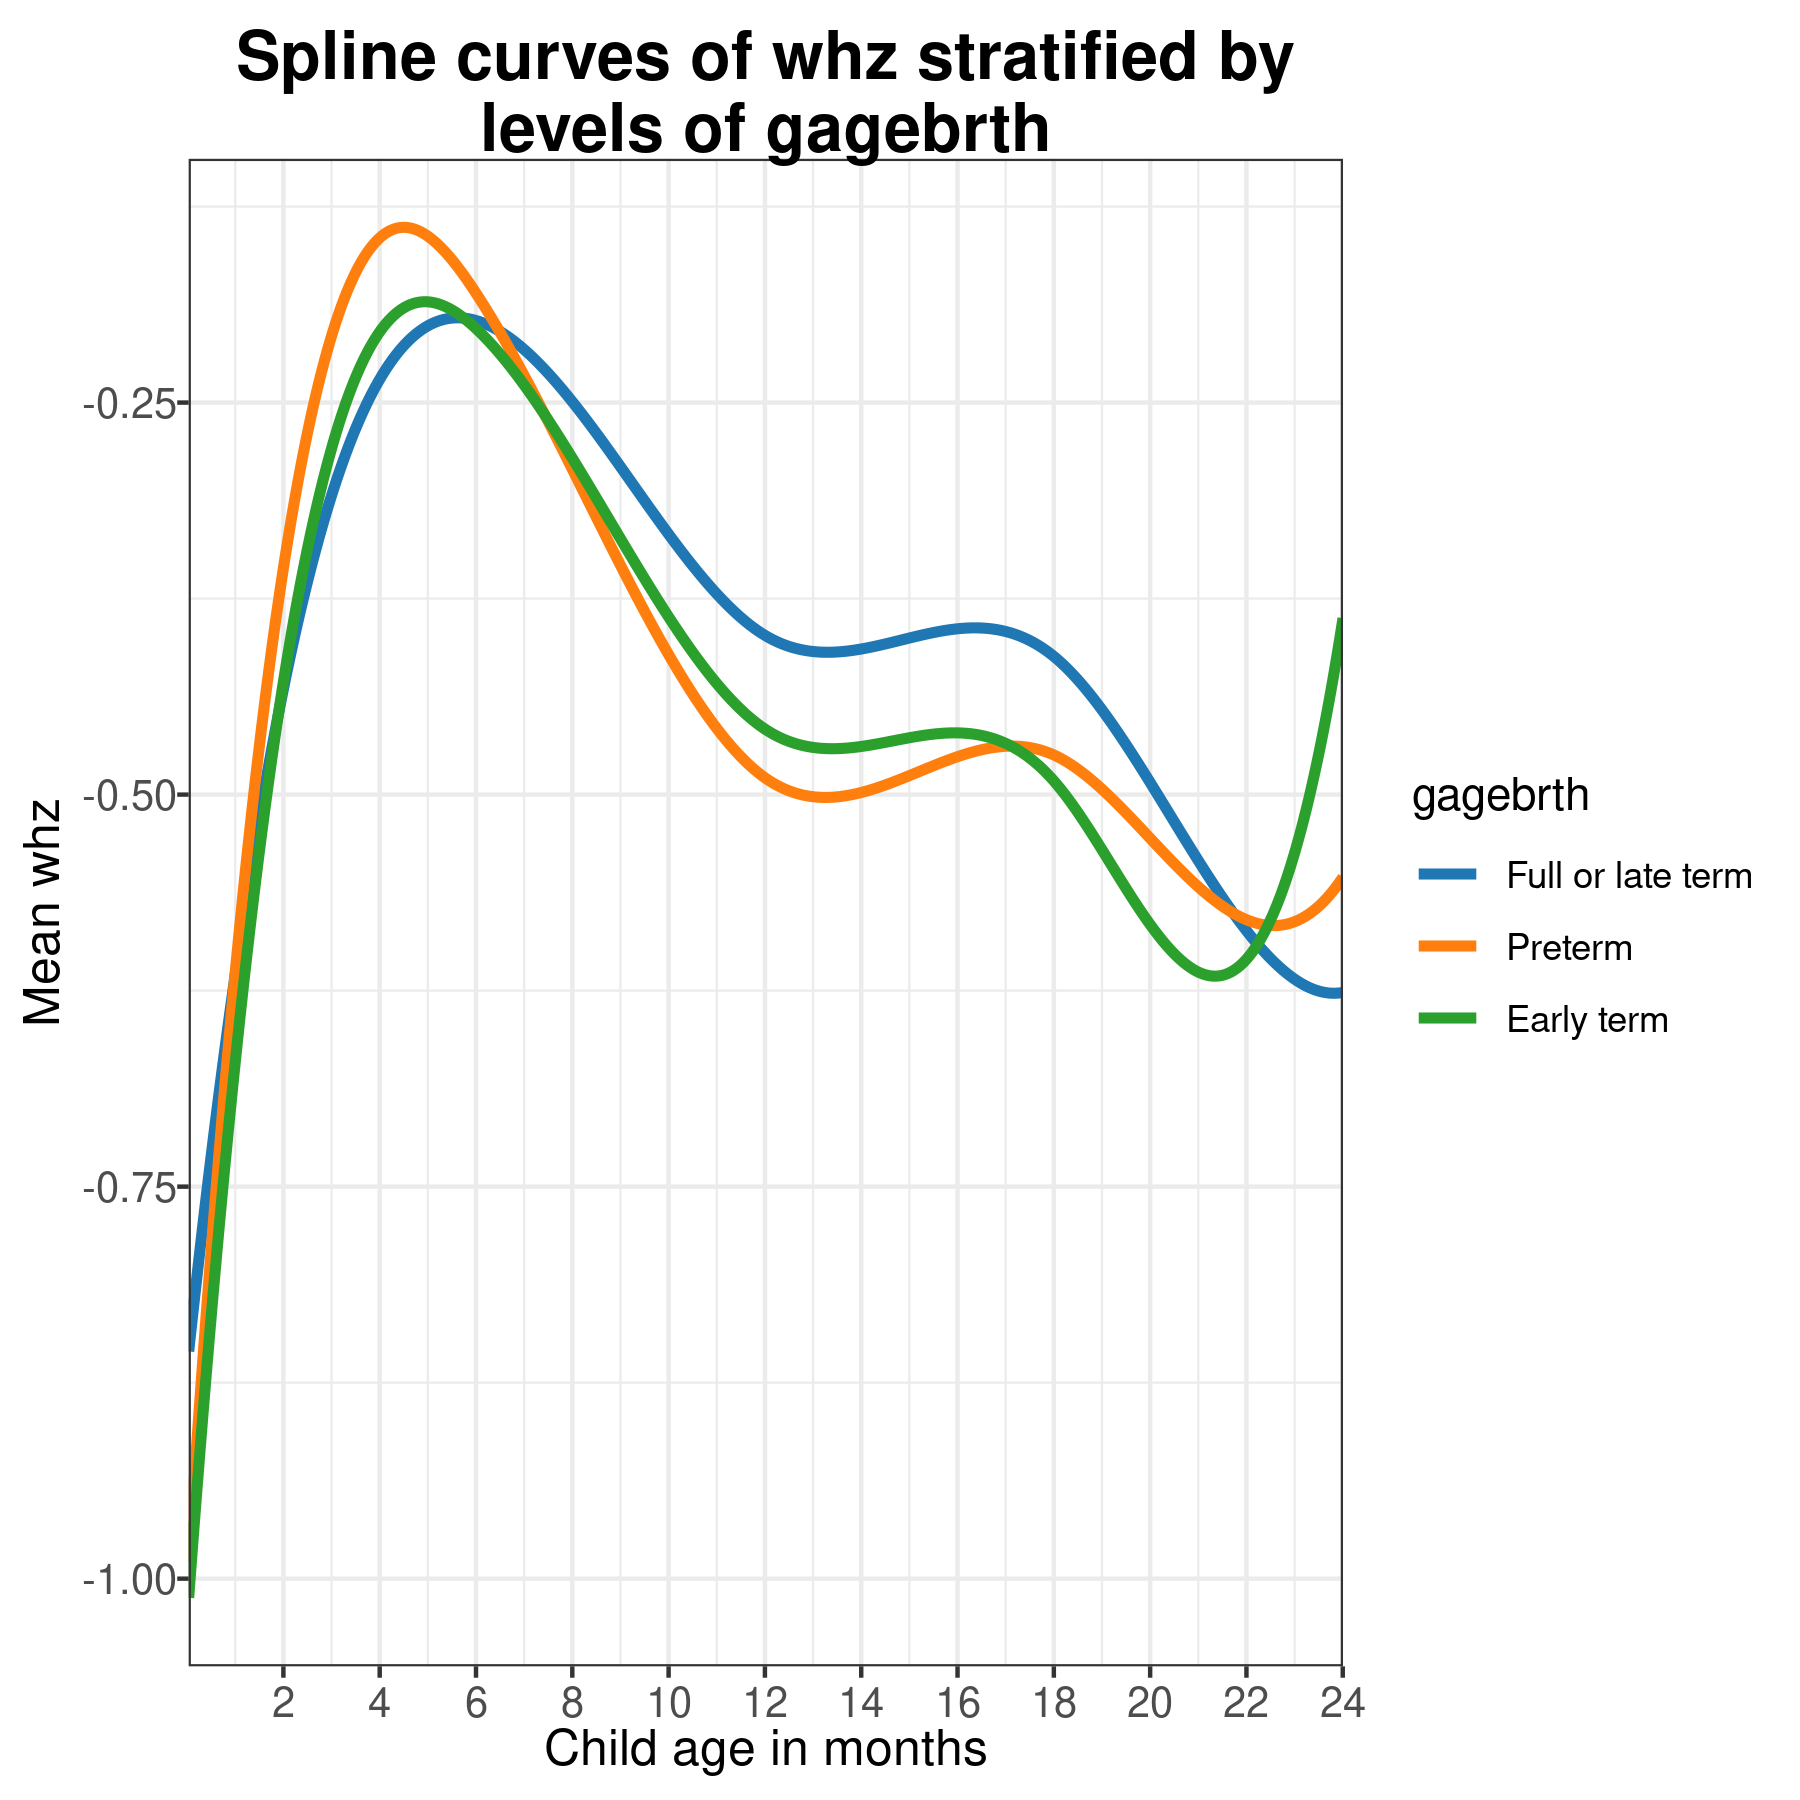 Spline curves of whz stratified by
levels of gagebrth
Mean whz
-0.25
-0.50
-0.75
-1.00
2 4 6 8 10 12 14 16 18 20 22 24
Child age in months
gagebrth
Full or late term
Preterm
Early term